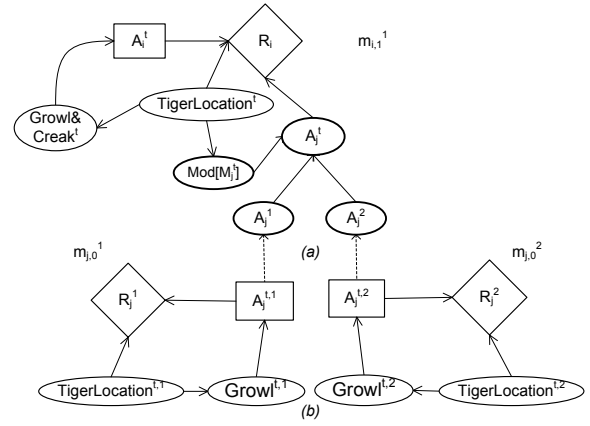 A_i^t
R_i
m_{i,1}^1
Growl&
Creak^t
TigerLocation^t
A_j^t
Mod[M_j^t]
A_j^1
A_j^2
(a)
m_{j,0}^1
m_{j,0}^2
R_j^1
A_j^{t,1}
A_j^{t,2}
R_j^2
TigerLocation^{t,1}
Growl^{t,1}
Growl^{t,2}
TigerLocation^{t,2}
(b)